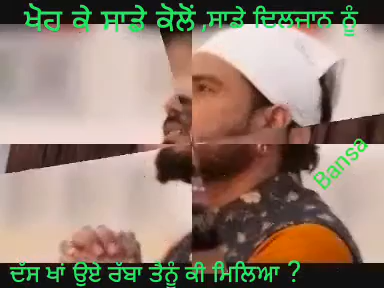 ਖੋਹ ਕੇ ਸਾਡੇ ਕੋਲੋਂ ,ਸਾਡੇ ਦਿਲਜਾਨ ਨੂੰ
Bansa
ਦੱਸ ਖਾਂ ਉਏ ਰੱਬਾ ਤੈਨੂੰ ਕੀ ਮਿਲਿਆ ?